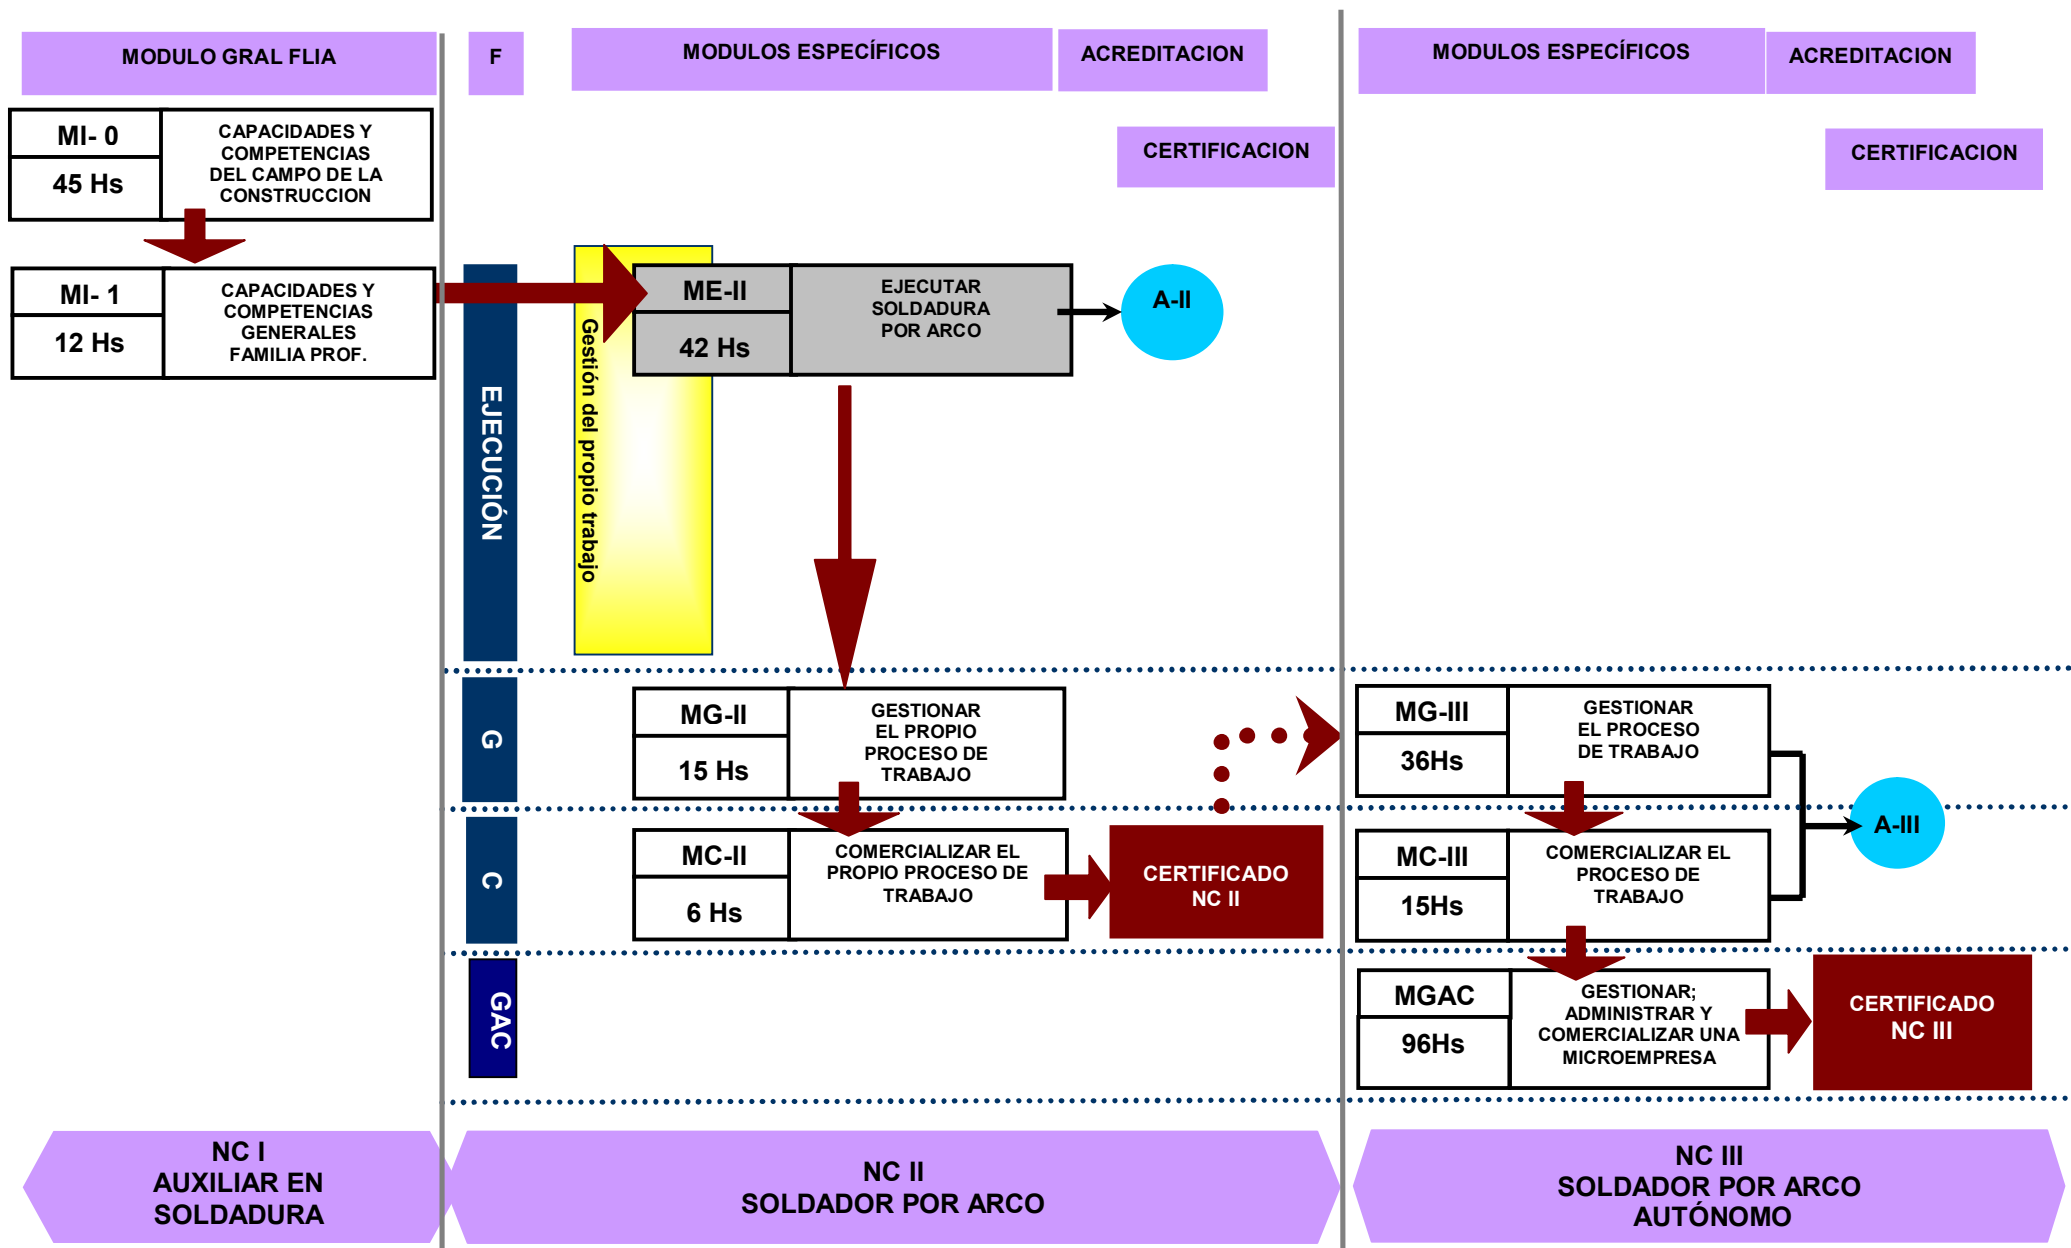 MODULO GRAL FLIA
F
MODULOS ESPECÍFICOS
ACREDITACION
MODULOS ESPECÍFICOS
ACREDITACION
CERTIFICACION
CERTIFICACION
MI- 0
45 Hs
CAPACIDADES Y
COMPETENCIAS
DEL CAMPO DE LA
CONSTRUCCION
MI- 1
12 Hs
CAPACIDADES Y
COMPETENCIAS
GENERALES
FAMILIA PROF.
EJECUCIÓN
Gestión del propio trabajo
ME-II
42 Hs
EJECUTAR
SOLDADURA
POR ARCO
A-II
G
MG-II
15 Hs
GESTIONAR
EL PROPIO
PROCESO DE
TRABAJO
MG-III
36Hs
GESTIONAR
EL PROCESO
DE TRABAJO
C
MC-II
6 Hs
COMERCIALIZAR EL
PROPIO PROCESO DE
TRABAJO
CERTIFICADO
NC II
MC-III
15Hs
COMERCIALIZAR EL
PROCESO DE
TRABAJO
A-III
GAC
MGAC
96Hs
GESTIONAR;
ADMINISTRAR Y
COMERCIALIZAR UNA
MICROEMPRESA
CERTIFICADO
NC III
NC I
AUXILIAR EN
SOLDADURA
NC II
SOLDADOR POR ARCO
NC III
SOLDADOR POR ARCO
AUTÓNOMO